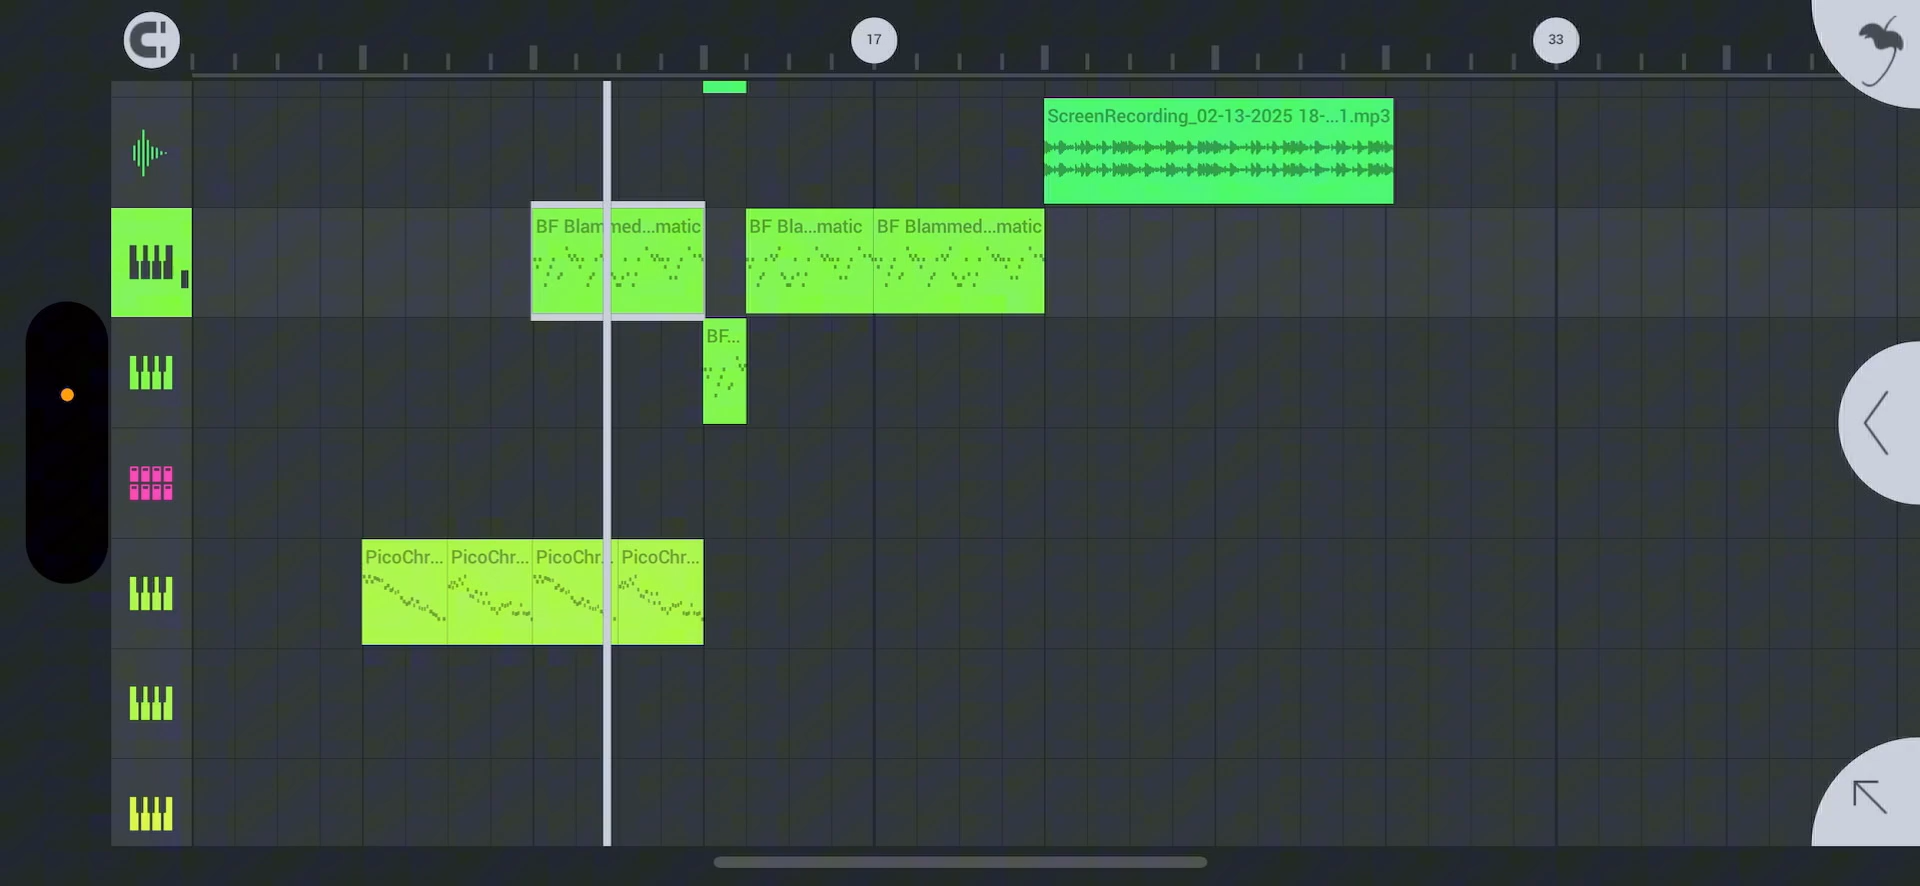 17
33
ScreenRecording_02-13-2025 18-...1.mp3
BF Blammed...matic
BF Bla...matic
BF Blammed...matic
BF...
PicoChr...
PicoChr...
PicoChr...
PicoChr...